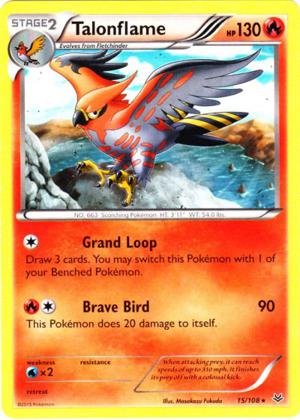 STAGE2 Talonflame HP 130
Evolves from Fletchinder
NO. 663 Scorching Pokémon HT. 3'11" WT. 54.0 lbs.
Grand Loop
Draw 3 cards. You may switch this Pokémon with 1 of
your Benched Pokémon.
Brave Bird 90
This Pokémon does 20 damage to itself.
weakness resistance
×2
retreat
When attacking prey, it can reach
speeds of up to 310 mph. It finishes
its prey off with a colossal kick.
©2015 Pokémon Illus. Masakazu Fukuda 15/108